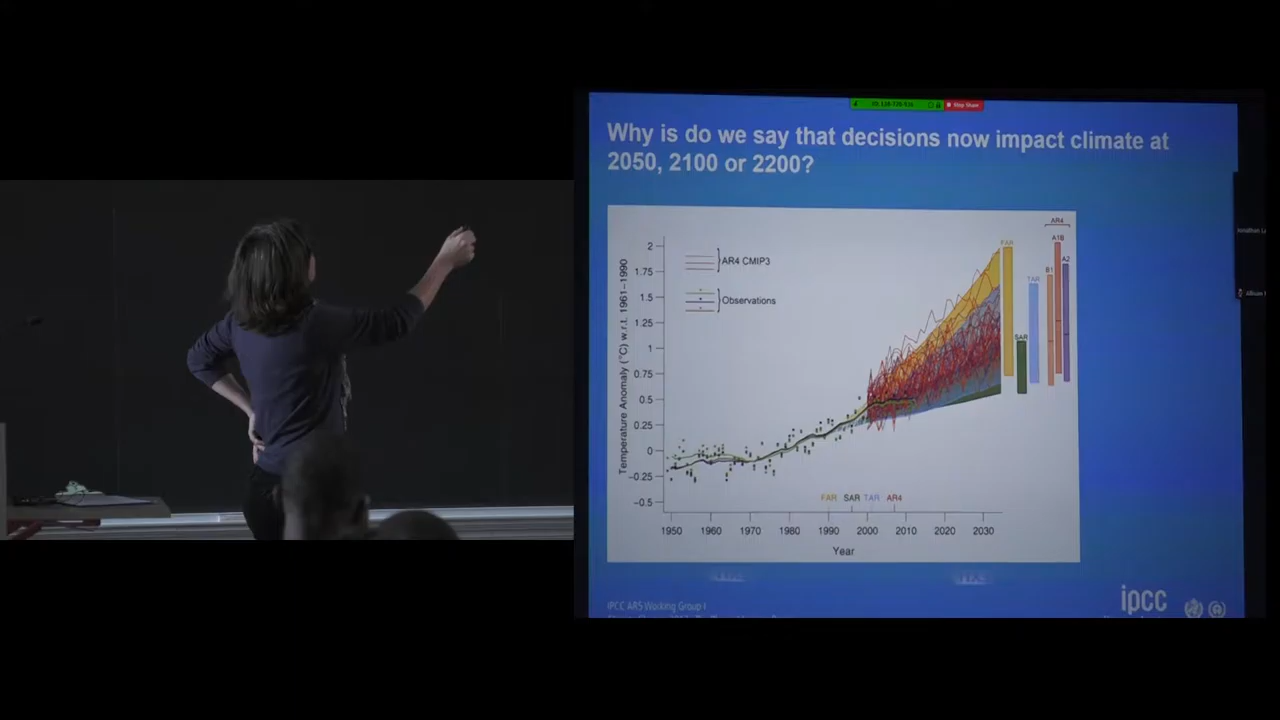 Stop Share
Why is do we say that decisions now impact climate at
2050, 2100 or 2200?
AR4
FAR
A1B
A2
B1
TAR
SAR
AR4 CMIP3
Observations
Temperature Anomaly (°C) w.r.t. 1961–1990
2
1.75
1.5
1.25
1
0.75
0.5
0.25
0
−0.25
−0.5
FAR SAR TAR AR4
1950 1960 1970 1980 1990 2000 2010 2020 2030
Year
IPCC AR5 Working Group I
ipcc